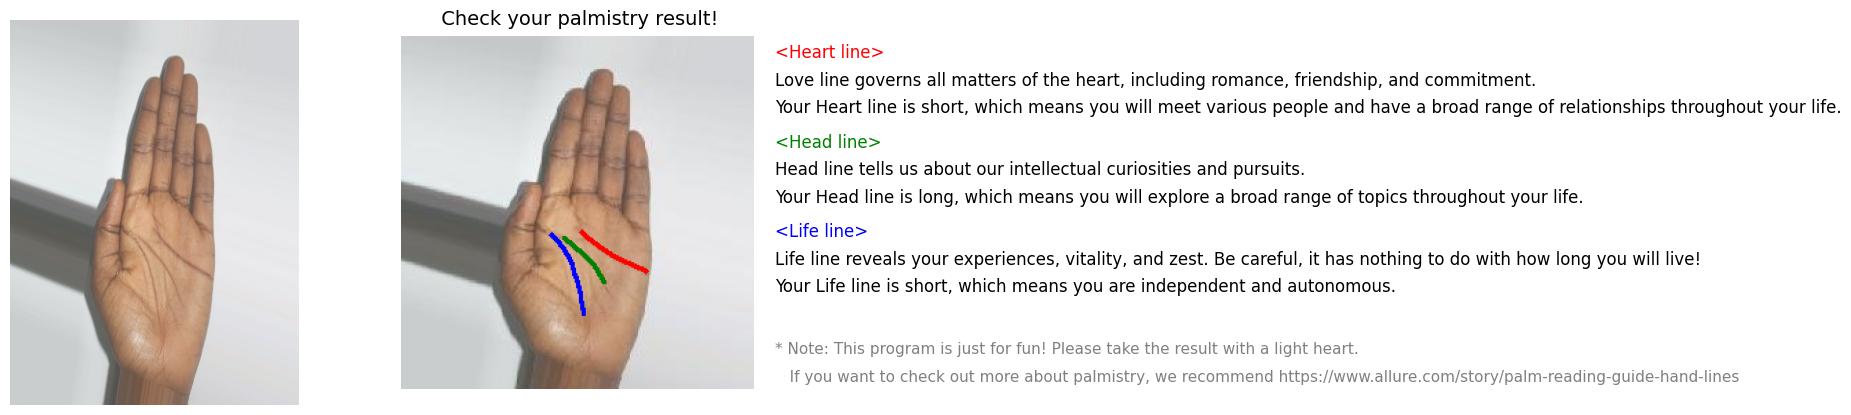 Check your palmistry result!
<Heart line>
Love line governs all matters of the heart, including romance, friendship, and commitment.
Your Heart line is short, which means you will meet various people and have a broad range of relationships throughout your life.
<Head line>
Head line tells us about our intellectual curiosities and pursuits.
Your Head line is long, which means you will explore a broad range of topics throughout your life.
<Life line>
Life line reveals your experiences, vitality, and zest. Be careful, it has nothing to do with how long you will live!
Your Life line is short, which means you are independent and autonomous.
* Note: This program is just for fun! Please take the result with a light heart.
If you want to check out more about palmistry, we recommend https://www.allure.com/story/palm-reading-guide-hand-lines